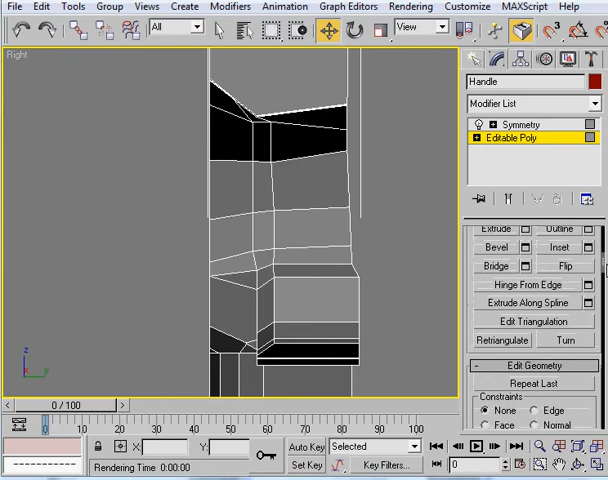 File Edit Tools Group Views Create Modifiers Animation Graph Editors Rendering Customize MAXScript Help
All View
Right
Handle
Modifier List
Symmetry
Editable Poly
Extrude Outline
Bevel Inset
Bridge Flip
Hinge From Edge
Extrude Along Spline
Edit Triangulation
Retriangulate Turn
- Edit Geometry
Repeat Last
Constraints
None Edge
Face Normal
z
x y
< 0 / 100 >
0 10 20 30 40 50 60 70 80 90 100
X: Y:
Rendering Time 0:00:00
Auto Key Selected
Set Key Key Filters...
0